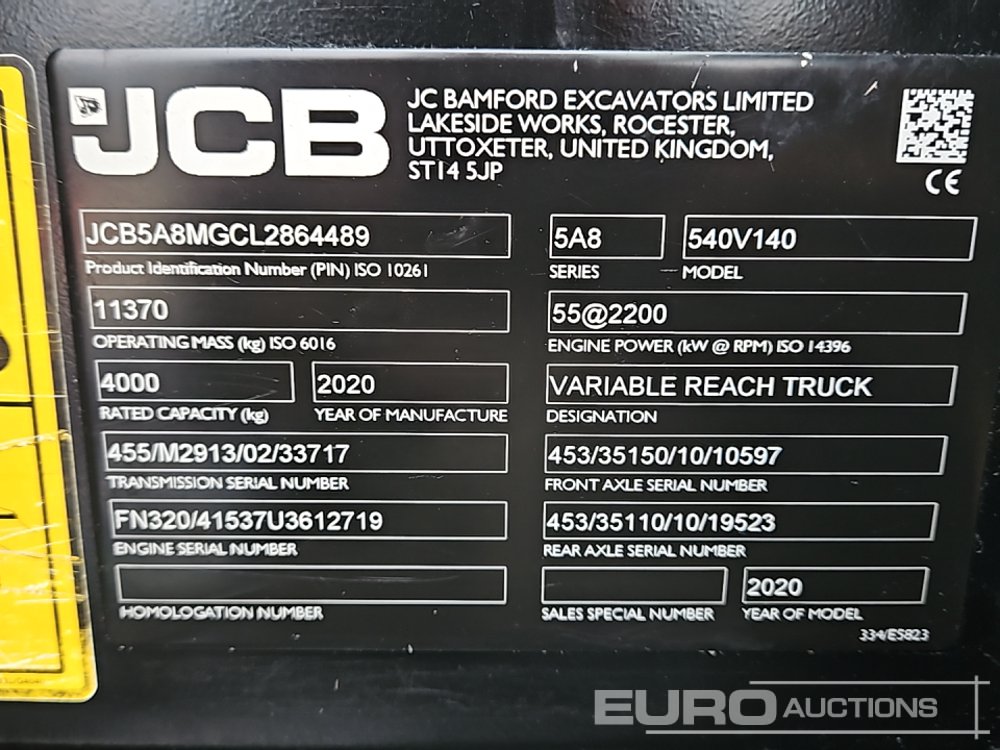 JCB
JC BAMFORD EXCAVATORS LIMITED
LAKESIDE WORKS, ROCESTER,
UTTOXETER, UNITED KINGDOM,
ST14 5JP
CE
JCB5A8MGCL2864489
5A8
540V140
Product Identification Number (PIN) ISO 10261
SERIES
MODEL
11370
55@2200
OPERATING MASS (kg) ISO 6016
ENGINE POWER (kW @ RPM) ISO 14396
4000
2020
VARIABLE REACH TRUCK
RATED CAPACITY (kg)
YEAR OF MANUFACTURE
DESIGNATION
455/M2913/02/33717
453/35150/10/10597
TRANSMISSION SERIAL NUMBER
FRONT AXLE SERIAL NUMBER
FN320/41537U3612719
453/35110/10/19523
ENGINE SERIAL NUMBER
REAR AXLE SERIAL NUMBER
2020
HOMOLOGATION NUMBER
SALES SPECIAL NUMBER
YEAR OF MODEL
334/E5823
EURO AUCTIONS